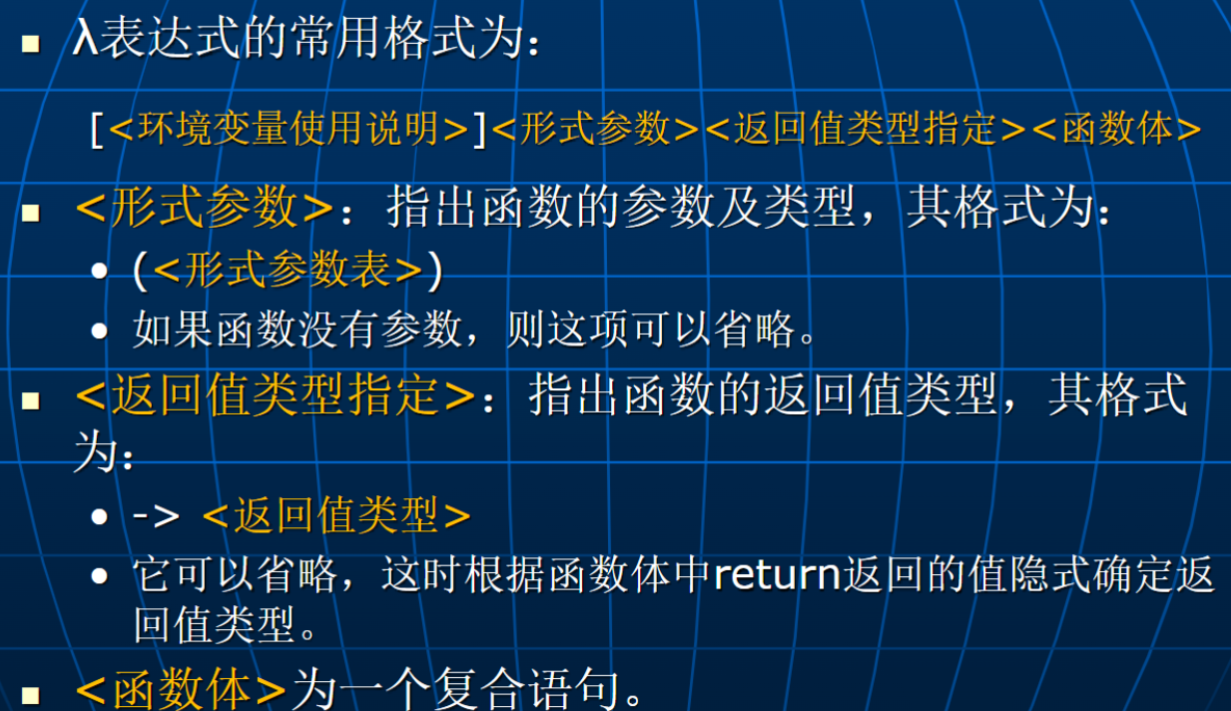 λ表达式的常用格式为：
[<环境变量使用说明>]<形式参数><返回值类型指定><函数体>
<形式参数>：指出函数的参数及类型，其格式为：
(<形式参数表>)
如果函数没有参数，则这项可以省略。
<返回值类型指定>：指出函数的返回值类型，其格式
为：
-> <返回值类型>
它可以省略，这时根据函数体中return返回的值隐式确定返
回值类型。
<函数体>为一个复合语句。